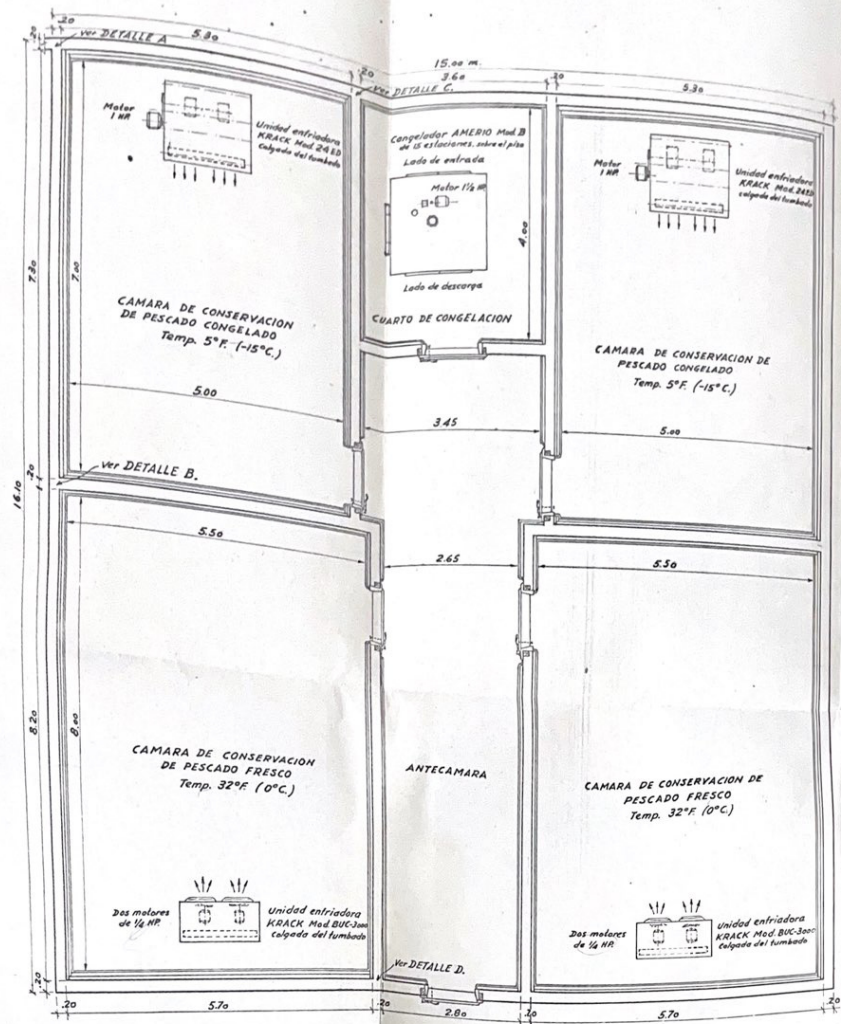 .20
5.30
15.00 m.
.20
3.60
.20
5.30
.20
ver DETALLE A
ver DETALLE C.
Motor
1 HP.
Unidad enfriadora
KRACK Mod. 24 ED
colgada del tumbado
Congelador AMERIO Mod. B
de 15 estaciones, sobre el piso
Lado de entrada
Motor 1½ HP.
Lado de descarga
4.00
CUARTO DE CONGELACION
Motor
1 HP.
Unidad enfriadora
KRACK Mod. 24ED
colgada del tumbado
7.30
7.00
CAMARA DE CONSERVACION
DE PESCADO CONGELADO
Temp. 5°F. (-15°C.)
5.00
CAMARA DE CONSERVACION DE
PESCADO CONGELADO
Temp. 5°F. (-15°C.)
3.45
5.00
ver DETALLE B.
.20
16.10
5.50
2.65
5.50
8.20
8.00
CAMARA DE CONSERVACION
DE PESCADO FRESCO
Temp. 32°F. (0°C.)
ANTECAMARA
CAMARA DE CONSERVACION DE
PESCADO FRESCO
Temp. 32°F. (0°C.)
Dos motores
de ¼ HP.
Unidad enfriadora
KRACK Mod. BUC-3000
colgada del tumbado
Dos motores
de ¼ HP.
Unidad enfriadora
KRACK Mod. BUC-3000
colgada del tumbado
ver DETALLE D.
.20
.20
5.70
.20
2.80
.20
5.70
.20